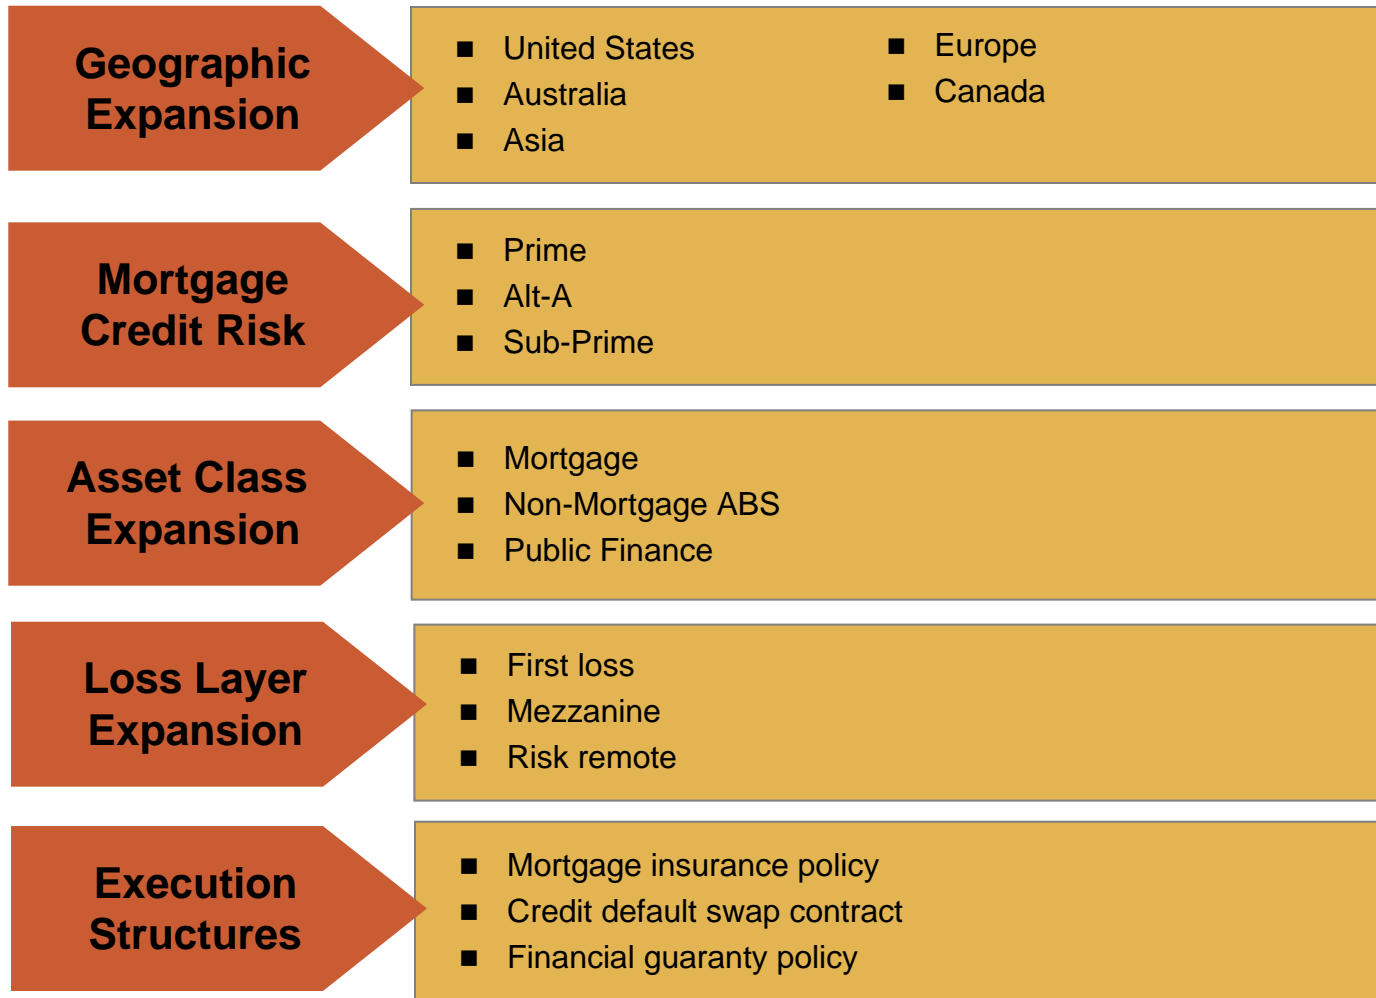 Geographic
Expansion
■ United States
■ Australia
■ Asia
■ Europe
■ Canada
Mortgage
Credit Risk
■ Prime
■ Alt-A
■ Sub-Prime
Asset Class
Expansion
■ Mortgage
■ Non-Mortgage ABS
■ Public Finance
Loss Layer
Expansion
■ First loss
■ Mezzanine
■ Risk remote
Execution
Structures
■ Mortgage insurance policy
■ Credit default swap contract
■ Financial guaranty policy